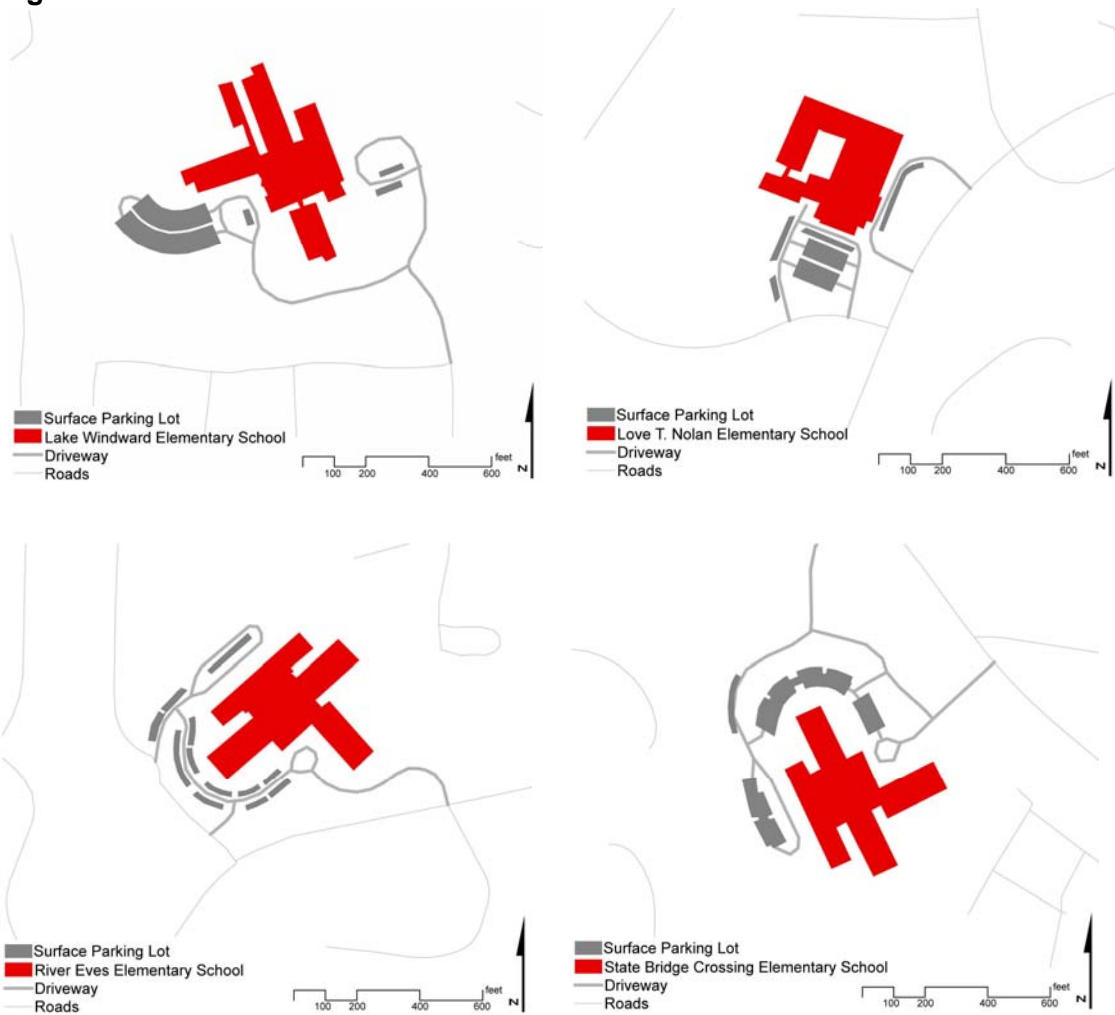 Surface Parking Lot
Lake Windward Elementary School
Driveway
Roads
feet
100 200 400 600
N
Surface Parking Lot
Love T. Nolan Elementary School
Driveway
Roads
feet
100 200 400 600
N
Surface Parking Lot
River Eves Elementary School
Driveway
Roads
feet
100 200 400 600
N
Surface Parking Lot
State Bridge Crossing Elementary School
Driveway
Roads
feet
100 200 400 600
N